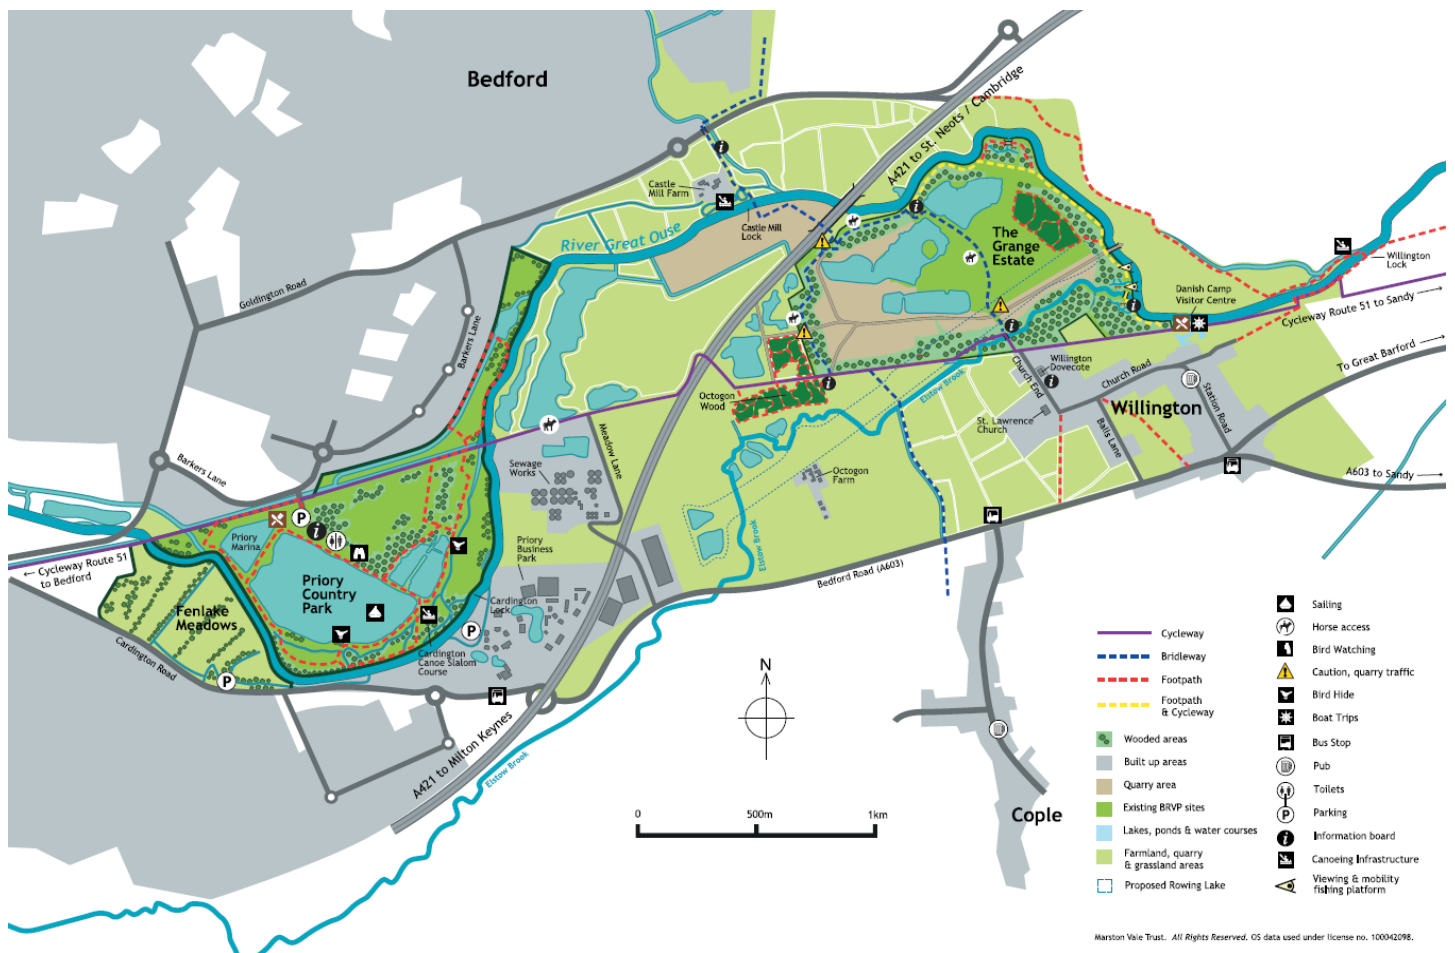 Bedford
A421 to St. Neots / Cambridge
Castle
Mill Farm
River Great Ouse
Castle Mill
Lock
The
Grange
Estate
Willington
Lock
Danish Camp
Visitor Centre
Cycleway Route 51 to Sandy
To Great Barford
Goldington Road
Barkers Lane
Church End
Willington
Dovecote
Church Road
Elstow Brook
Octogon
Wood
Willington
Station Road
St. Lawrence
Church
Balls Lane
Meadow Lane
Sewage
Works
Octogon
Farm
A603 to Sandy
Barkers Lane
Priory
Marina
Priory
Business
Park
Elstow Brook
Bedford Road (A603)
Cycleway Route 51
to Bedford
Priory
Country
Park
Fenlake
Meadows
Cardington
Lock
Cardington Road
Cardington
Canoe Slalom
Course
A421 to Milton Keynes
Elstow Brook
N
0 500m 1km
Cople
Cycleway
Bridleway
Footpath
Footpath
& Cycleway
Wooded areas
Built up areas
Quarry area
Existing BRVP sites
Lakes, ponds & water courses
Farmland, quarry
& grassland areas
Proposed Rowing Lake
Sailing
Horse access
Bird Watching
Caution, quarry traffic
Bird Hide
Boat Trips
Bus Stop
Pub
Toilets
Parking
Information board
Canoeing Infrastructure
Viewing & mobility
fishing platform
Marston Vale Trust. All Rights Reserved. OS data used under license no. 100042098.